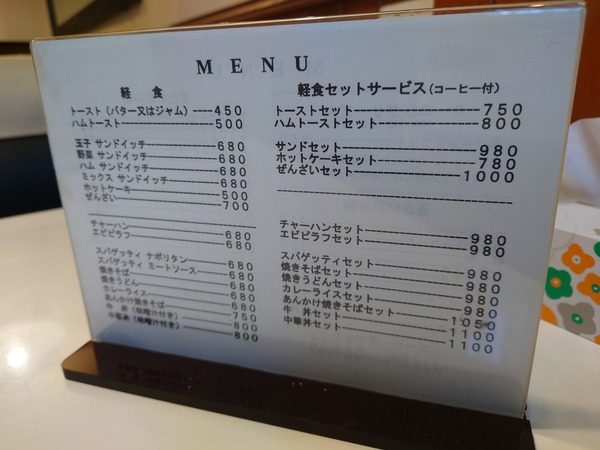 MENU
軽 食
トースト (バター又はジャム) ----450
ハムトースト--------------500
玉子 サンドイッチ----------680
野菜 サンドイッチ----------680
ハム サンドイッチ----------680
ミックス サンドイッチ------680
ホットケーキ--------------500
ぜんざい------------------700
チャーハン----------------680
エビピラフ----------------680
スパゲッティ ナポリタン----680
スパゲッティ ミートソース--680
焼きそば------------------680
焼きうどん----------------680
カレーライス--------------680
あんかけ焼きそば----------750
牛 丼 (味噌汁付き)--------800
中華丼 (味噌汁付き)-------800
軽食セットサービス(コーヒー付)
トーストセット------------750
ハムトーストセット--------800
サンドセット--------------980
ホットケーキセット--------780
ぜんざいセット------------1000
チャーハンセット----------980
エビピラフセット----------980
スパゲッティセット--------980
焼きそばセット------------980
焼きうどんセット----------980
カレーライスセット--------980
あんかけ焼きそばセット----1050
牛 丼セット---------------1100
中華丼セット--------------1100